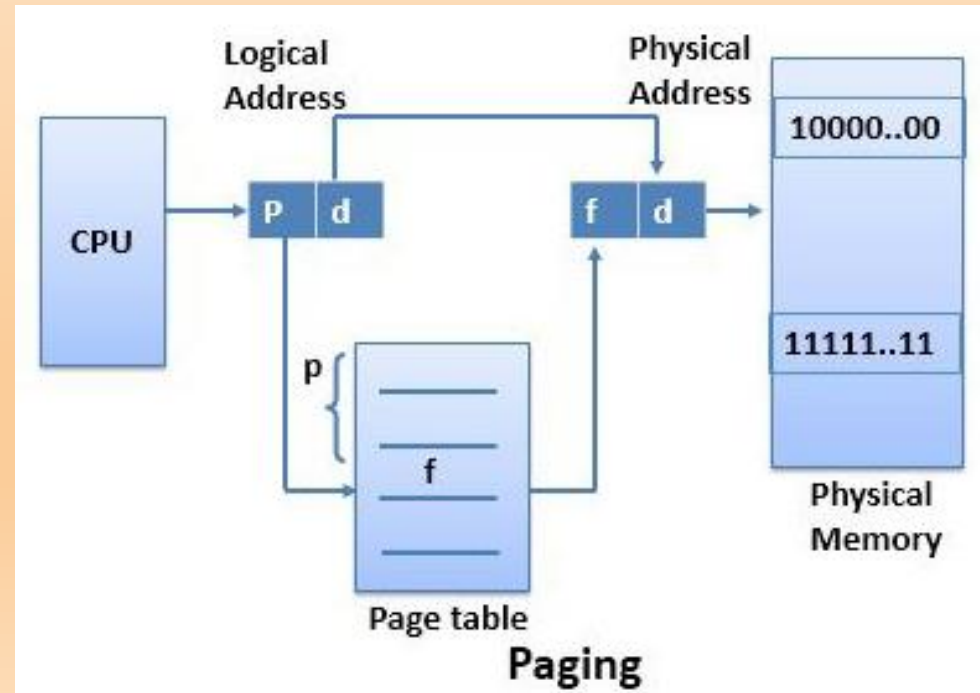 Logical
Address
Physical
Address
10000..00
CPU
P d
f d
11111..11
p
f
Physical
Memory
Page table
Paging